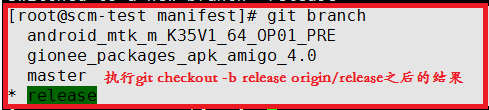 [root@scm-test manifest]# git branch
android_mtk_m_K35V1_64_OP01_PRE
gionee_packages_apk_amigo_4.0
master 执行git checkout -b release origin/release之后的结果
* release